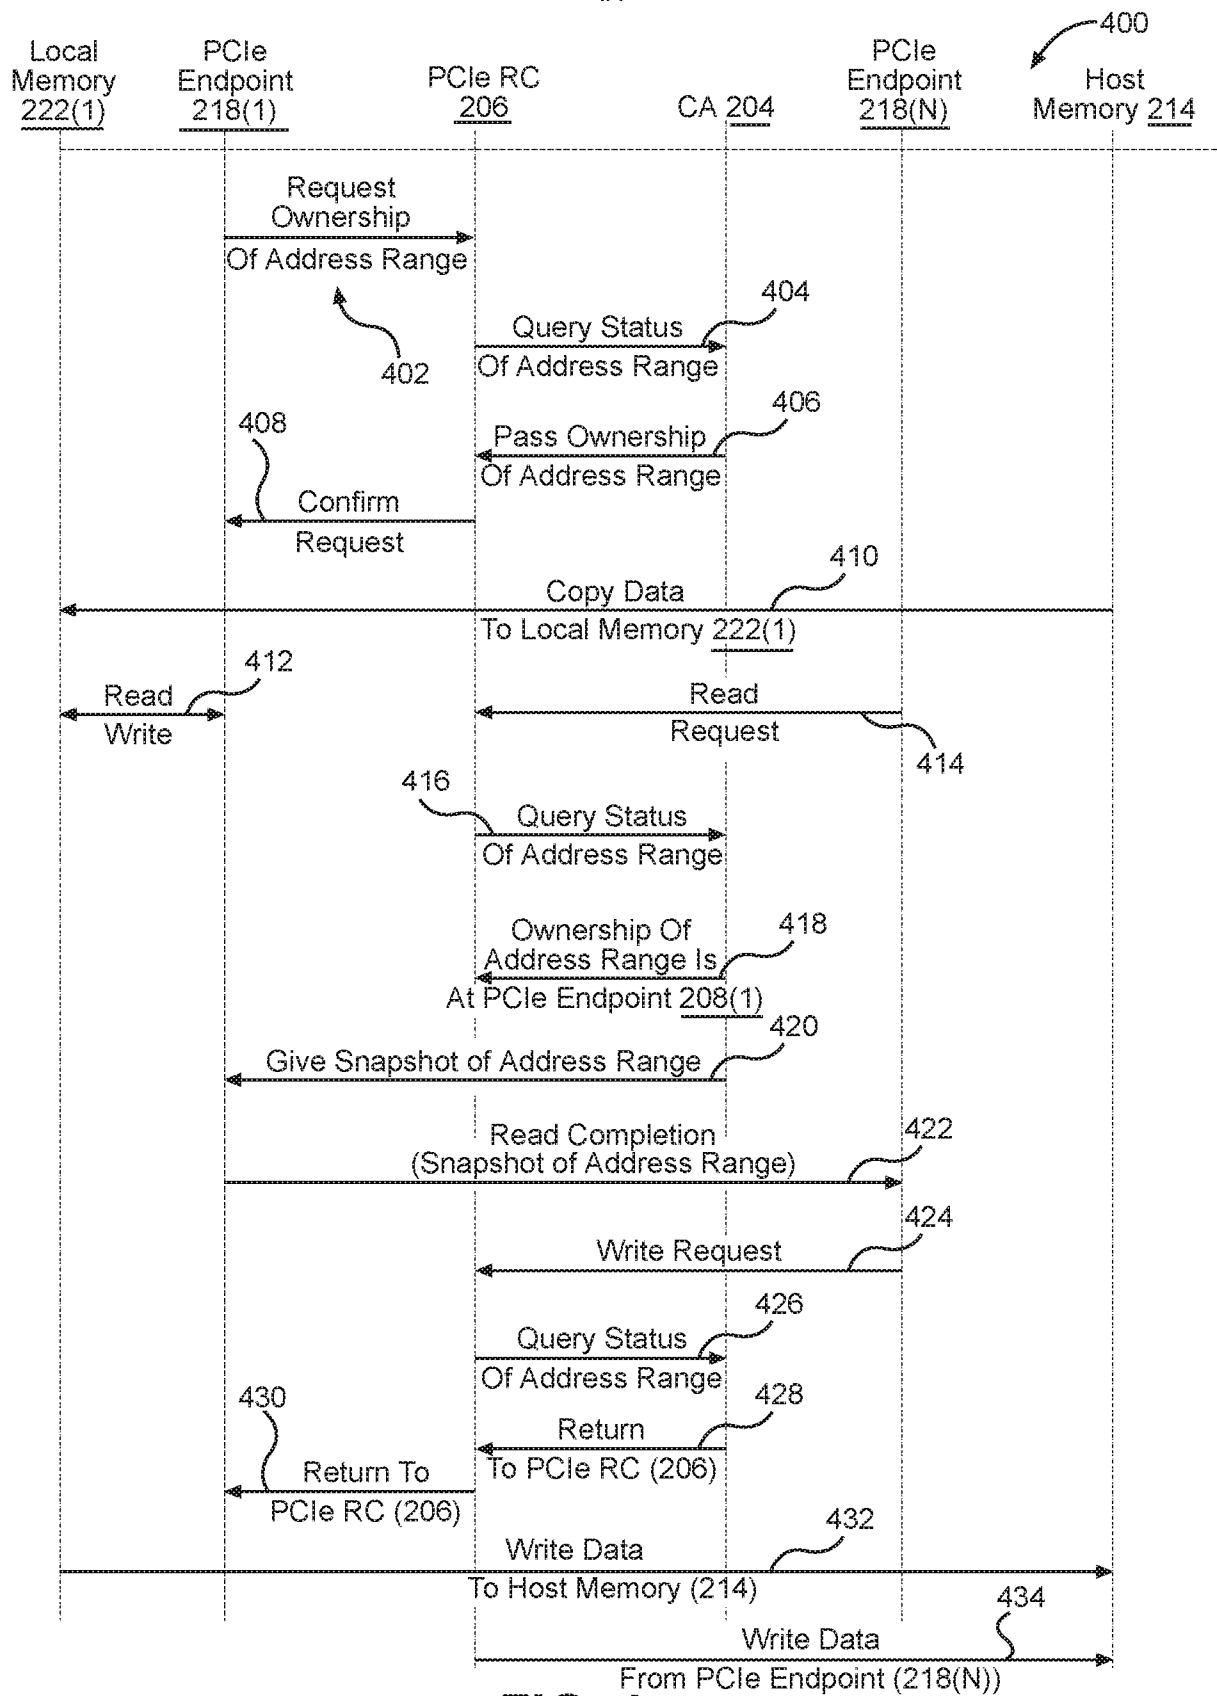 400
Local
Memory
222(1)
PCIe
Endpoint
218(1)
PCIe RC
206
CA 204
PCIe
Endpoint
218(N)
Host
Memory 214
Request
Ownership
Of Address Range
402
404
Query Status
Of Address Range
406
Pass Ownership
Of Address Range
408
Confirm
Request
410
Copy Data
To Local Memory 222(1)
412
Read
Write
Read
Request
414
416
Query Status
Of Address Range
418
Ownership Of
Address Range Is
At PCIe Endpoint 208(1)
420
Give Snapshot of Address Range
422
Read Completion
(Snapshot of Address Range)
424
Write Request
426
Query Status
Of Address Range
428
Return
To PCIe RC (206)
430
Return To
PCIe RC (206)
432
Write Data
To Host Memory (214)
434
Write Data
From PCIe Endpoint (218(N))